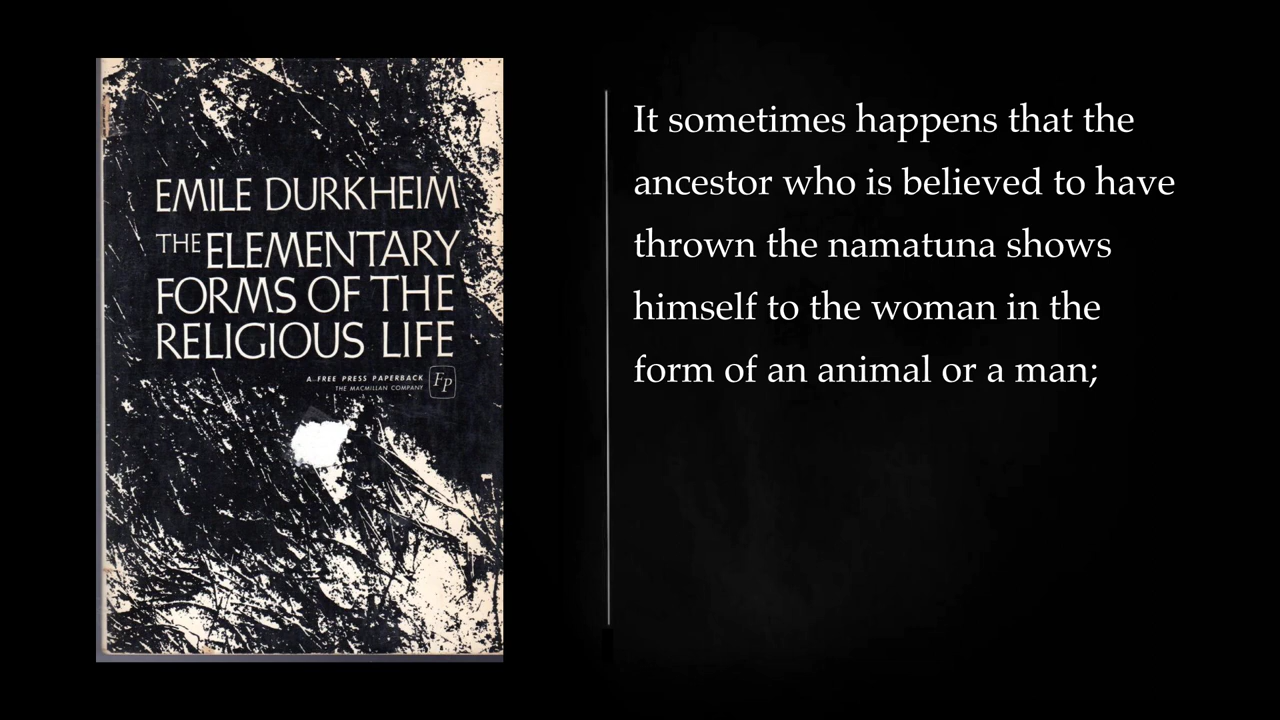 EMILE DURKHEIM
THE ELEMENTARY
FORMS OF THE
RELIGIOUS LIFE
A FREE PRESS PAPERBACK
THE MACMILLAN COMPANY
FP
It sometimes happens that the
ancestor who is believed to have
thrown the namatuna shows
himself to the woman in the
form of an animal or a man;